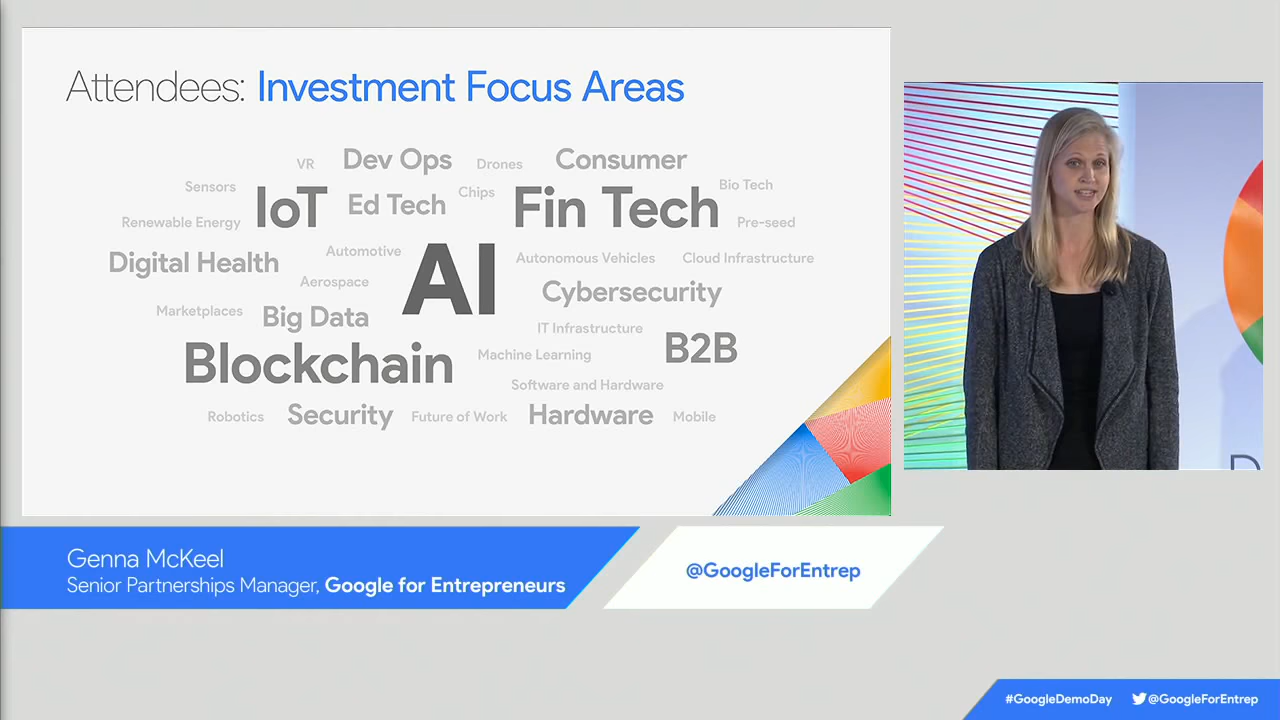 Attendees: Investment Focus Areas
VR
Dev Ops
Drones
Consumer
Sensors
IoT
Ed Tech
Chips
Fin Tech
Bio Tech
Renewable Energy
Pre-seed
Digital Health
Automotive
AI
Autonomous Vehicles
Cloud Infrastructure
Aerospace
Cybersecurity
Marketplaces
Big Data
IT Infrastructure
Blockchain
Machine Learning
B2B
Software and Hardware
Robotics
Security
Future of Work
Hardware
Mobile
D
Genna McKeel
Senior Partnerships Manager, Google for Entrepreneurs
@GoogleForEntrep
#GoogleDemoDay
@GoogleForEntrep